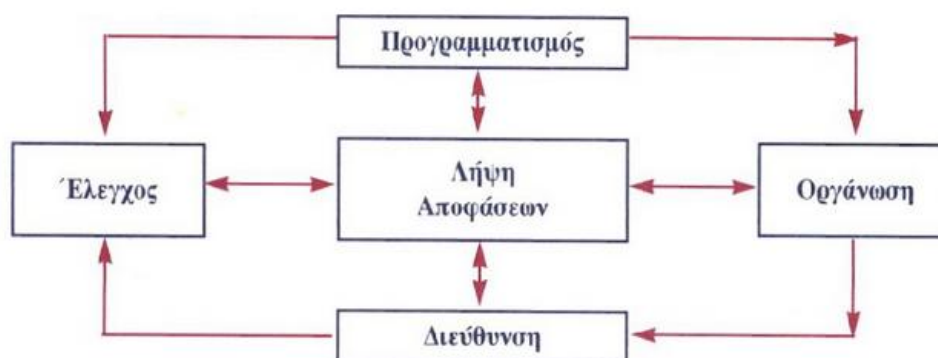 Προγραμματισμός
Έλεγχος
Λήψη
Αποφάσεων
Οργάνωση
Διεύθυνση